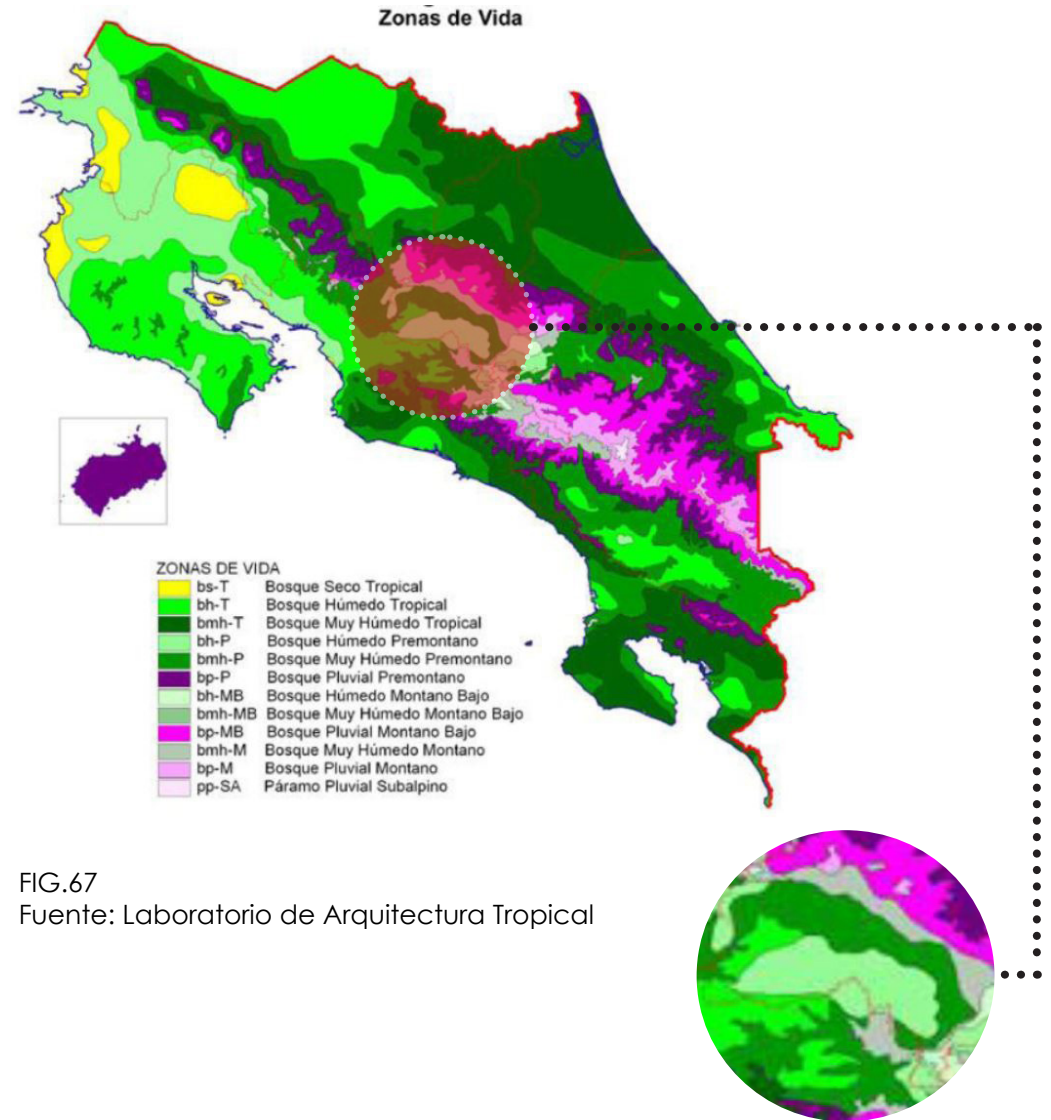 Zonas de Vida
ZONAS DE VIDA
bs-T Bosque Seco Tropical
bh-T Bosque Húmedo Tropical
bmh-T Bosque Muy Húmedo Tropical
bh-P Bosque Húmedo Premontano
bmh-P Bosque Muy Húmedo Premontano
bp-P Bosque Pluvial Premontano
bh-MB Bosque Húmedo Montano Bajo
bmh-MB Bosque Muy Húmedo Montano Bajo
bp-MB Bosque Pluvial Montano Bajo
bmh-M Bosque Muy Húmedo Montano
bp-M Bosque Pluvial Montano
pp-SA Páramo Pluvial Subalpino
FIG.67
Fuente: Laboratorio de Arquitectura Tropical